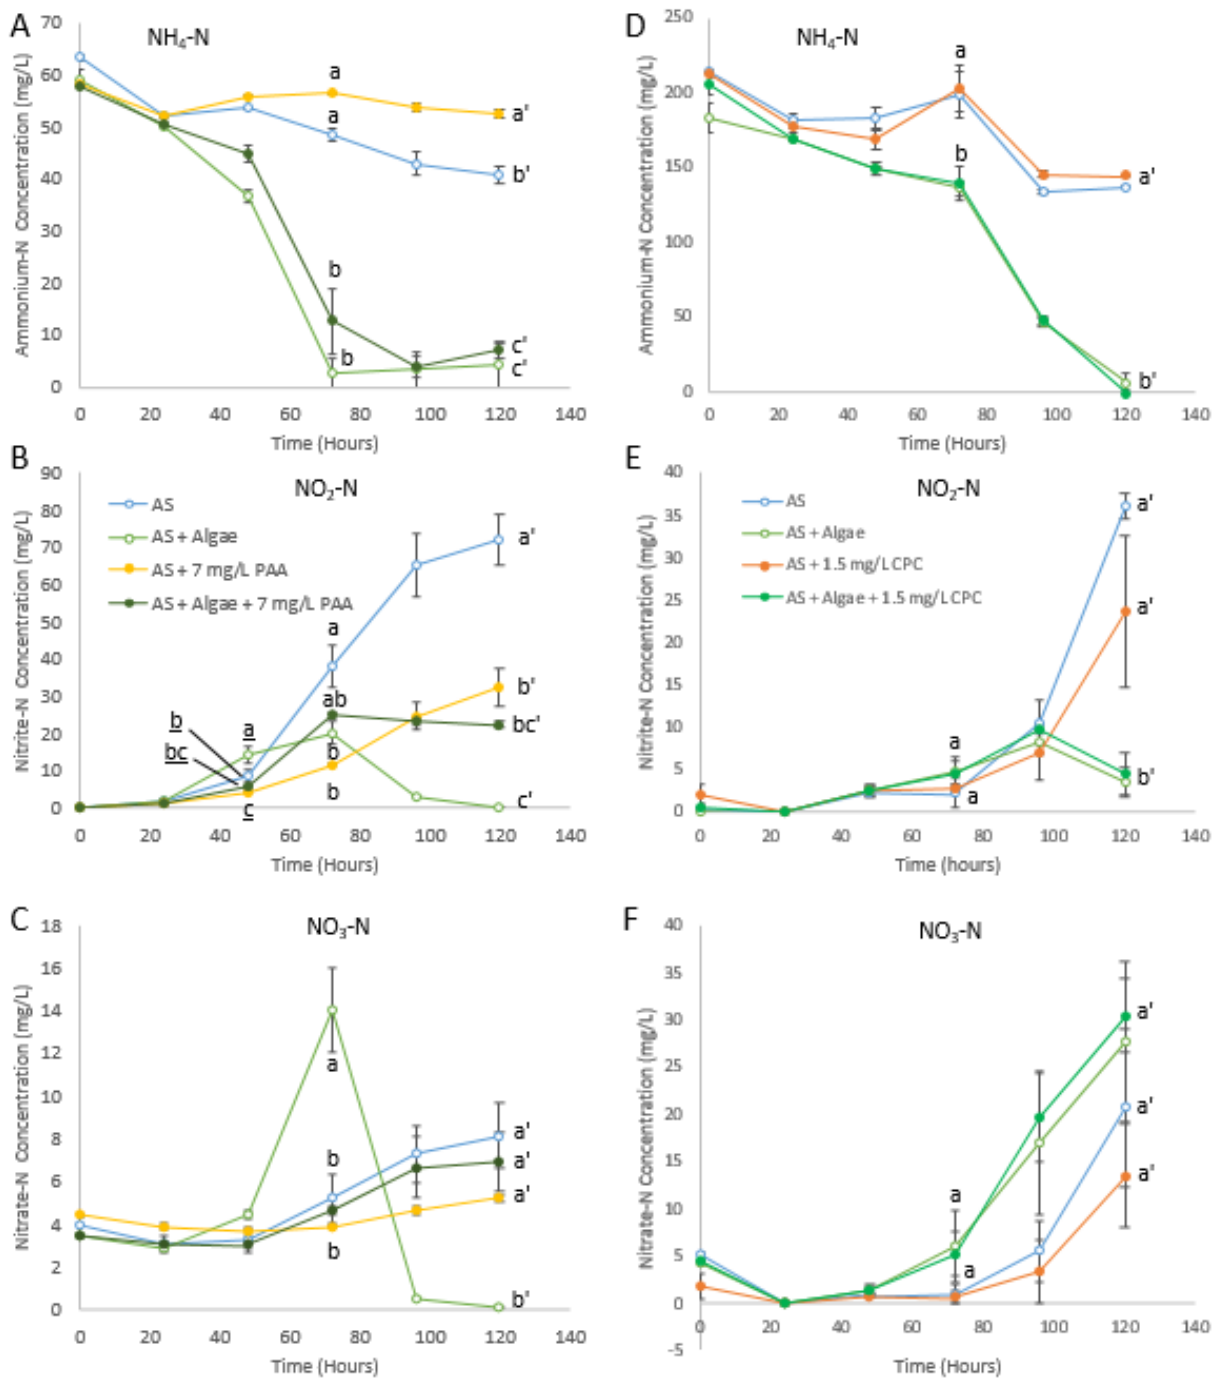 A
NH₄-N
Ammonium-N Concentration (mg/L)
70
60
50
40
30
20
10
0
a
a
b
b
a'
b'
c'
c'
0 20 40 60 80 100 120 140
Time (Hours)
D
NH₄-N
Ammonium-N Concentration (mg/L)
250
200
150
100
50
0
a
b
a'
b'
0 20 40 60 80 100 120 140
Time (Hours)
B
NO₂-N
Nitrite-N Concentration (mg/L)
90
80
70
60
50
40
30
20
10
0
AS
AS + Algae
AS + 7 mg/L PAA
AS + Algae + 7 mg/L PAA
b
bc
a
c
a
ab
b
b
a'
b'
bc'
c'
0 20 40 60 80 100 120 140
Time (Hours)
E
NO₂-N
Nitrite-N Concentration (mg/L)
40
35
30
25
20
15
10
5
0
AS
AS + Algae
AS + 1.5 mg/L CPC
AS + Algae + 1.5 mg/L CPC
a
a
a'
a'
b'
0 20 40 60 80 100 120 140
Time (hours)
C
NO₃-N
Nitrate-N Concentration (mg/L)
18
16
14
12
10
8
6
4
2
0
a
b
b
a'
a'
a'
b'
0 20 40 60 80 100 120 140
Time (Hours)
F
NO₃-N
Nitrate-N Concentration (mg/L)
40
35
30
25
20
15
10
5
0
-5
a
a
a'
a'
a'
0 20 40 60 80 100 120 140
Time (Hours)